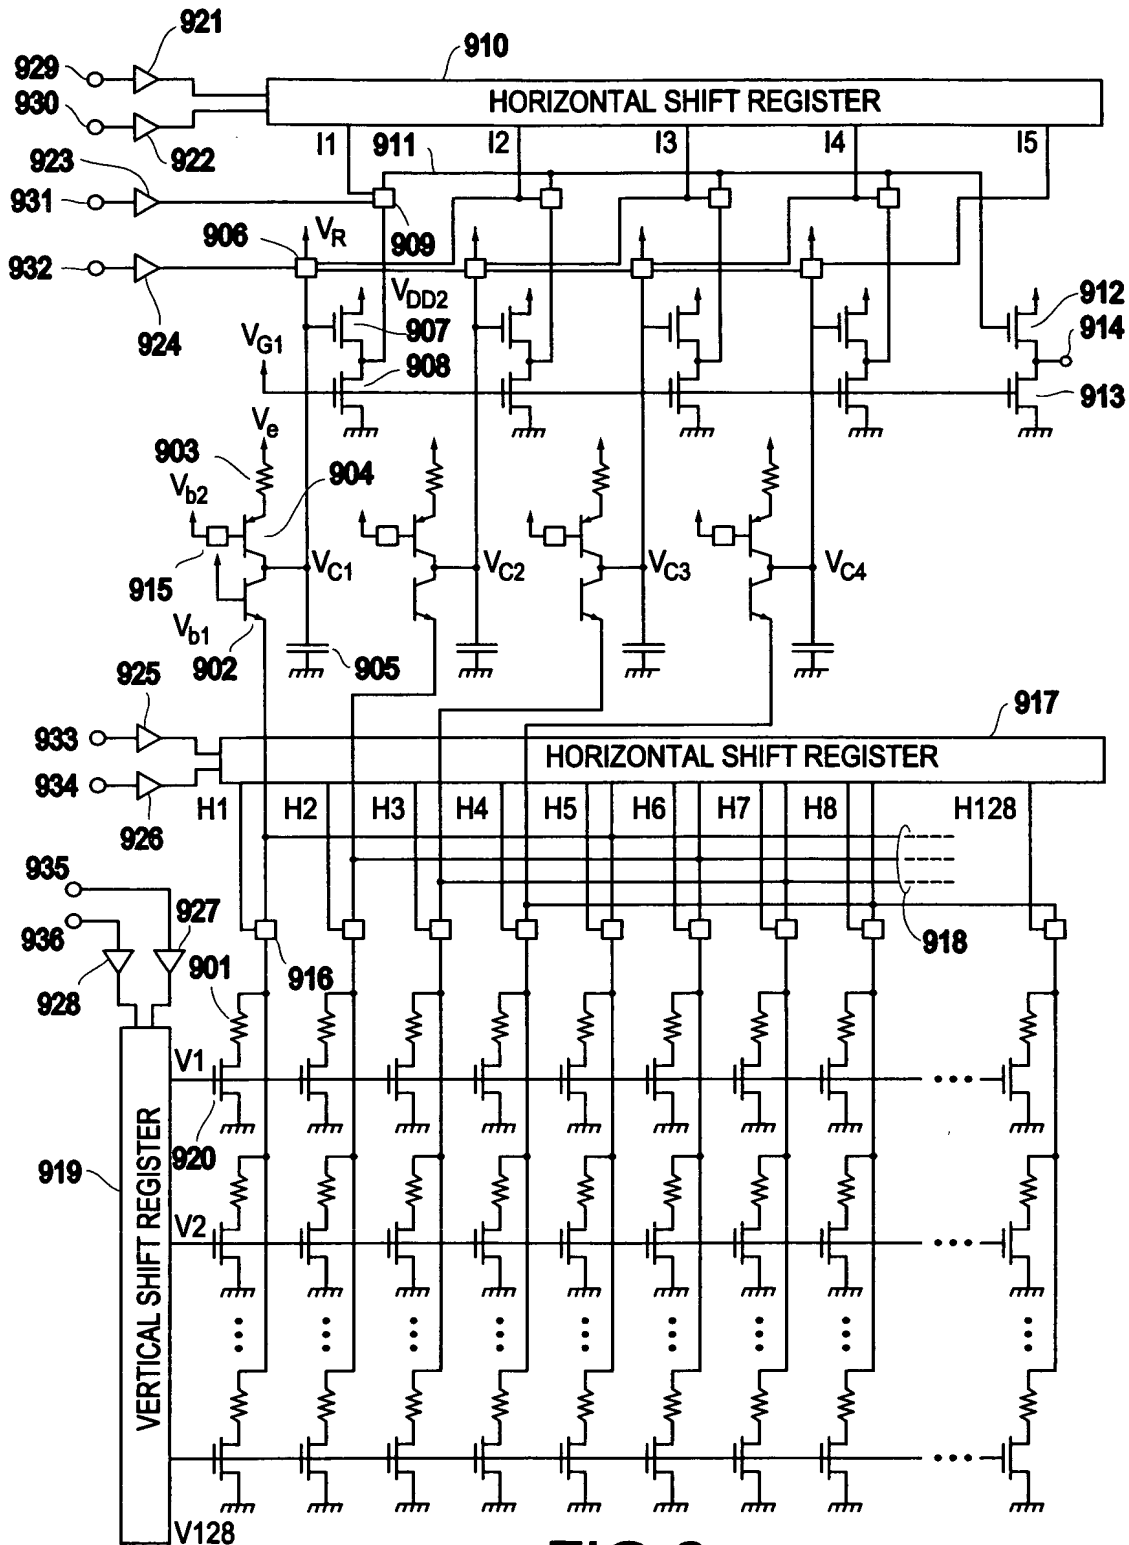 921
910
929
HORIZONTAL SHIFT REGISTER
930
922
923
911
I1
I2
I3
I4
I5
931
906
VR
909
932
924
VDD2
907
912
914
VG1
908
913
Ve
903
904
Vb2
915
VC1
VC2
VC3
VC4
Vb1
902
905
925
917
933
HORIZONTAL SHIFT REGISTER
934
926
H1
H2
H3
H4
H5
H6
H7
H8
H128
935
936
927
918
901
916
928
V1
920
919
VERTICAL SHIFT REGISTER
V2
V128